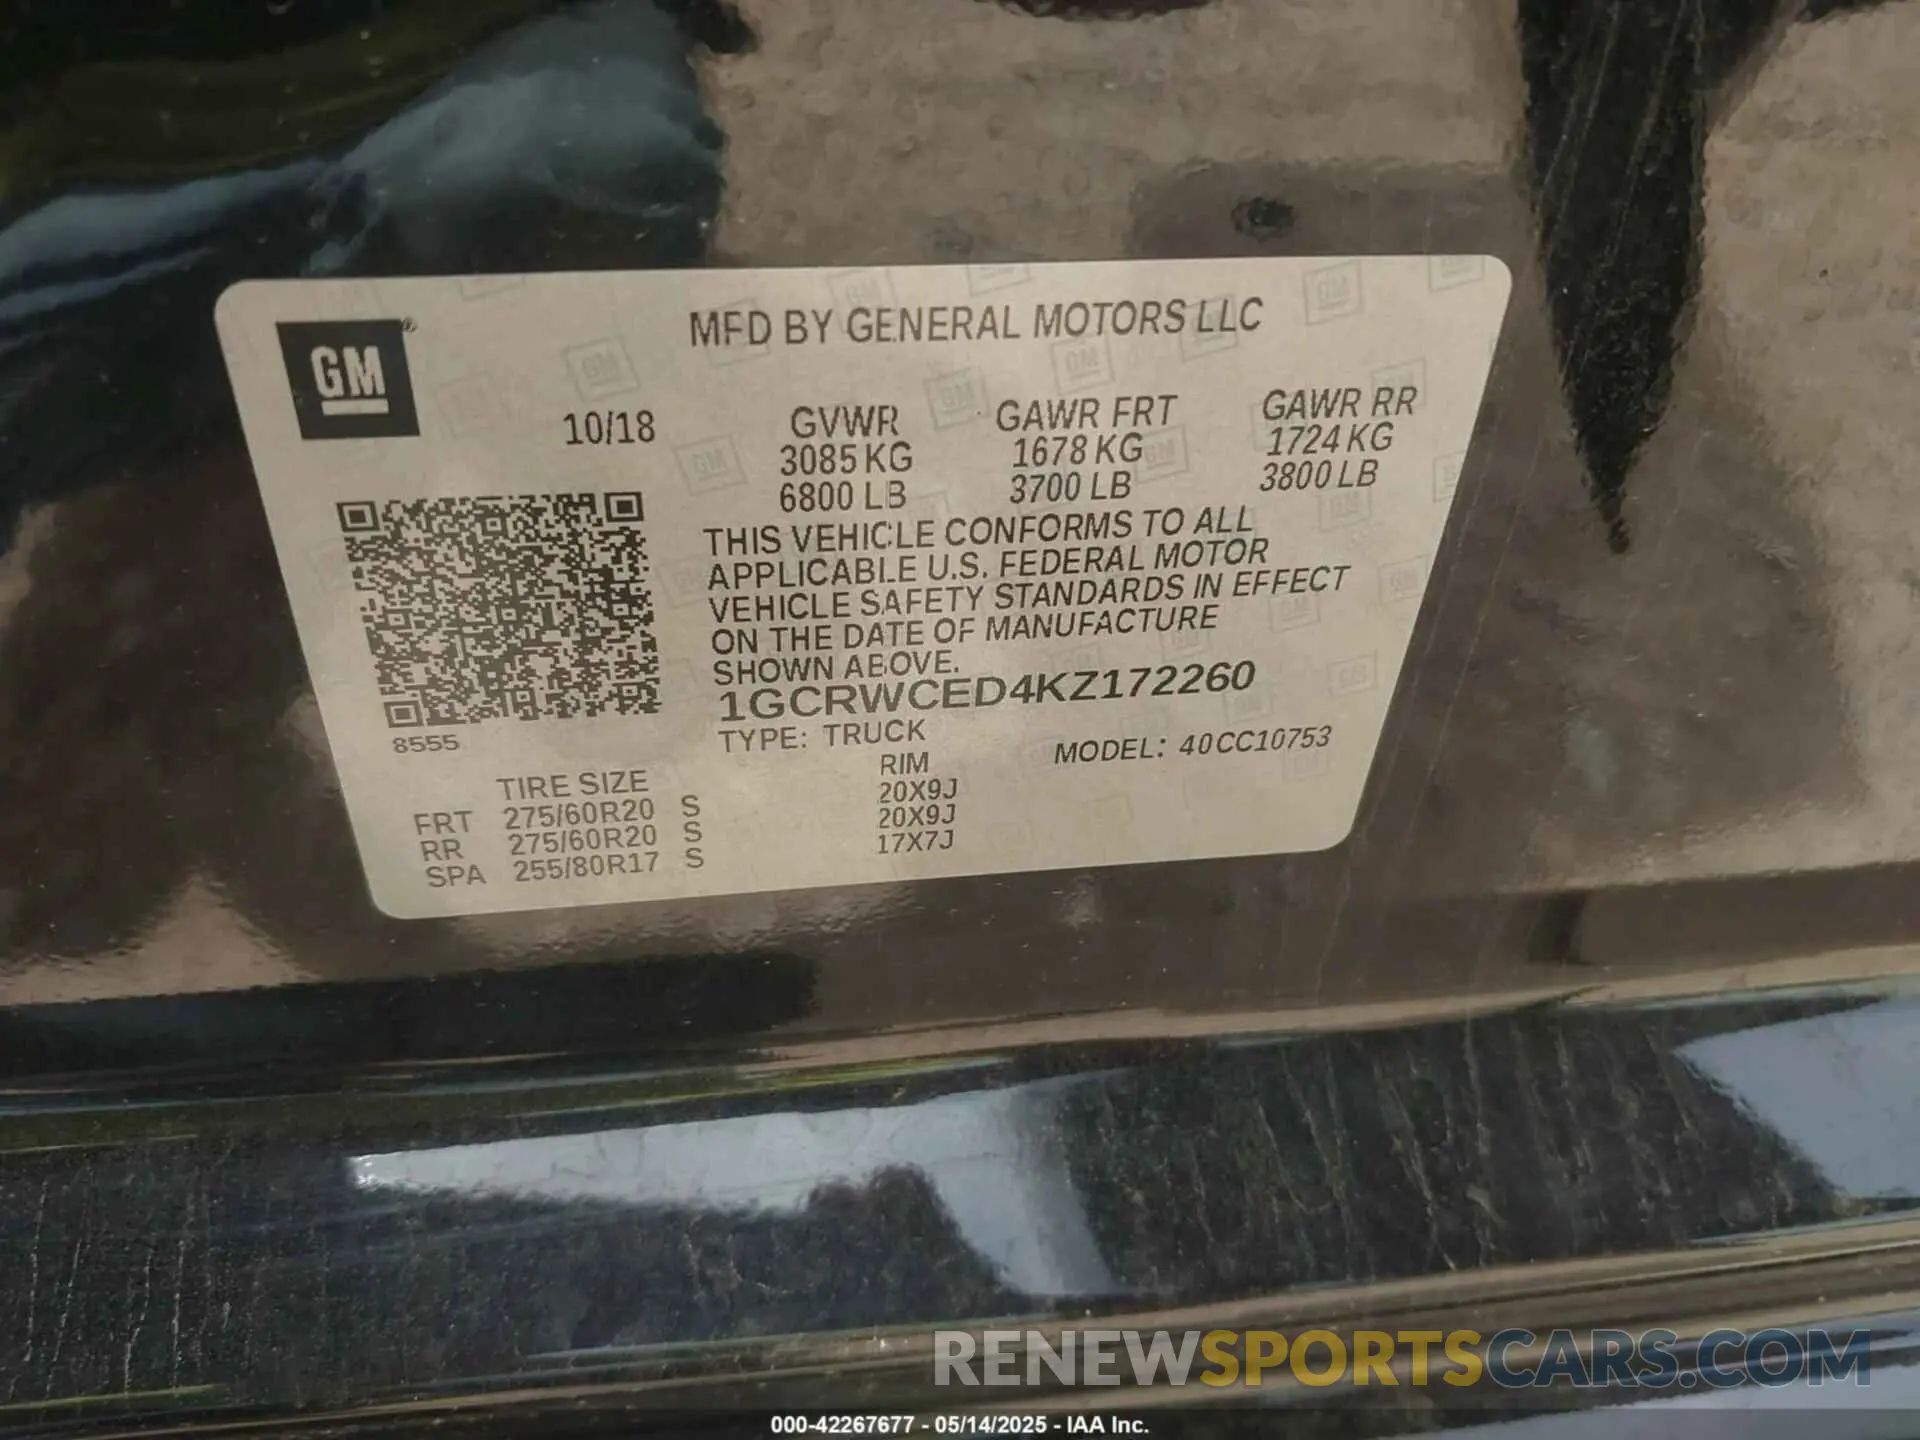 MFD BY GENERAL MOTORS LLC
GM ®
10/18 GVWR GAWR FRT GAWR RR
3085 KG 1678 KG 1724 KG
6800 LB 3700 LB 3800 LB
THIS VEHICLE CONFORMS TO ALL
APPLICABLE U.S. FEDERAL MOTOR
VEHICLE SAFETY STANDARDS IN EFFECT
ON THE DATE OF MANUFACTURE
SHOWN ABOVE.
1GCRWCED4KZ172260
8555 TYPE: TRUCK MODEL: 40CC10753
TIRE SIZE RIM
FRT 275/60R20 S 20X9J
RR 275/60R20 S 20X9J
SPA 255/80R17 S 17X7J
RENEWSPORTSCARS.COM
000-42267677 - 05/14/2025 - IAA Inc.